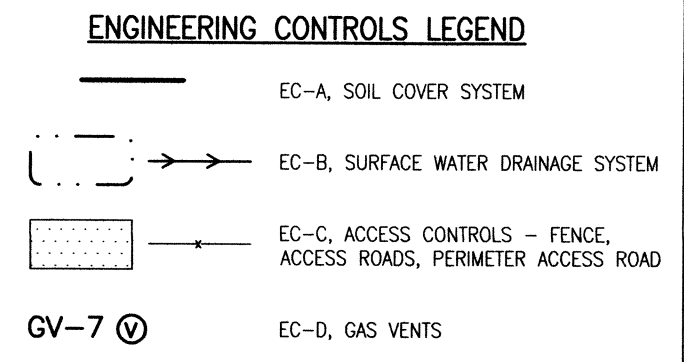 ENGINEERING CONTROLS LEGEND
EC-A, SOIL COVER SYSTEM
EC-B, SURFACE WATER DRAINAGE SYSTEM
EC-C, ACCESS CONTROLS - FENCE,
ACCESS ROADS, PERIMETER ACCESS ROAD
GV-7 V EC-D, GAS VENTS